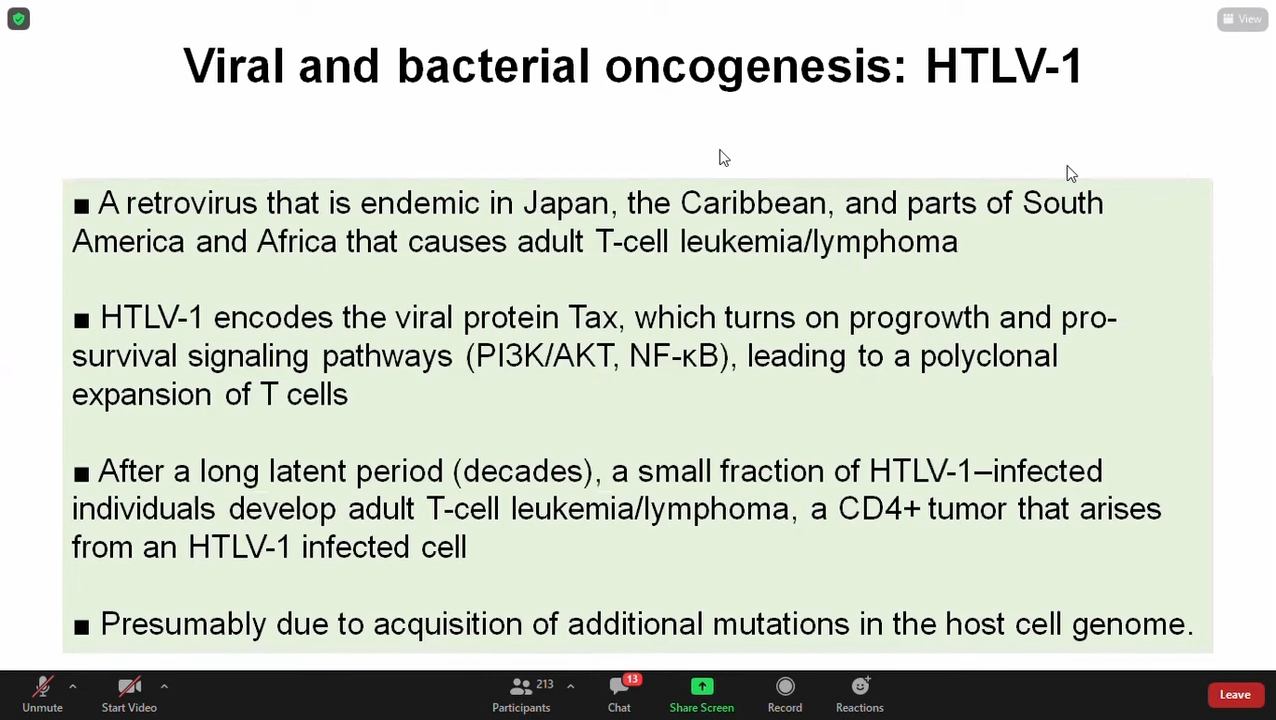 View
Viral and bacterial oncogenesis: HTLV-1
■ A retrovirus that is endemic in Japan, the Caribbean, and parts of South
America and Africa that causes adult T-cell leukemia/lymphoma
■ HTLV-1 encodes the viral protein Tax, which turns on progrowth and pro-
survival signaling pathways (PI3K/AKT, NF-κB), leading to a polyclonal
expansion of T cells
■ After a long latent period (decades), a small fraction of HTLV-1–infected
individuals develop adult T-cell leukemia/lymphoma, a CD4+ tumor that arises
from an HTLV-1 infected cell
■ Presumably due to acquisition of additional mutations in the host cell genome.
213
13
Unmute
Start Video
Participants
Chat
Share Screen
Record
Reactions
Leave